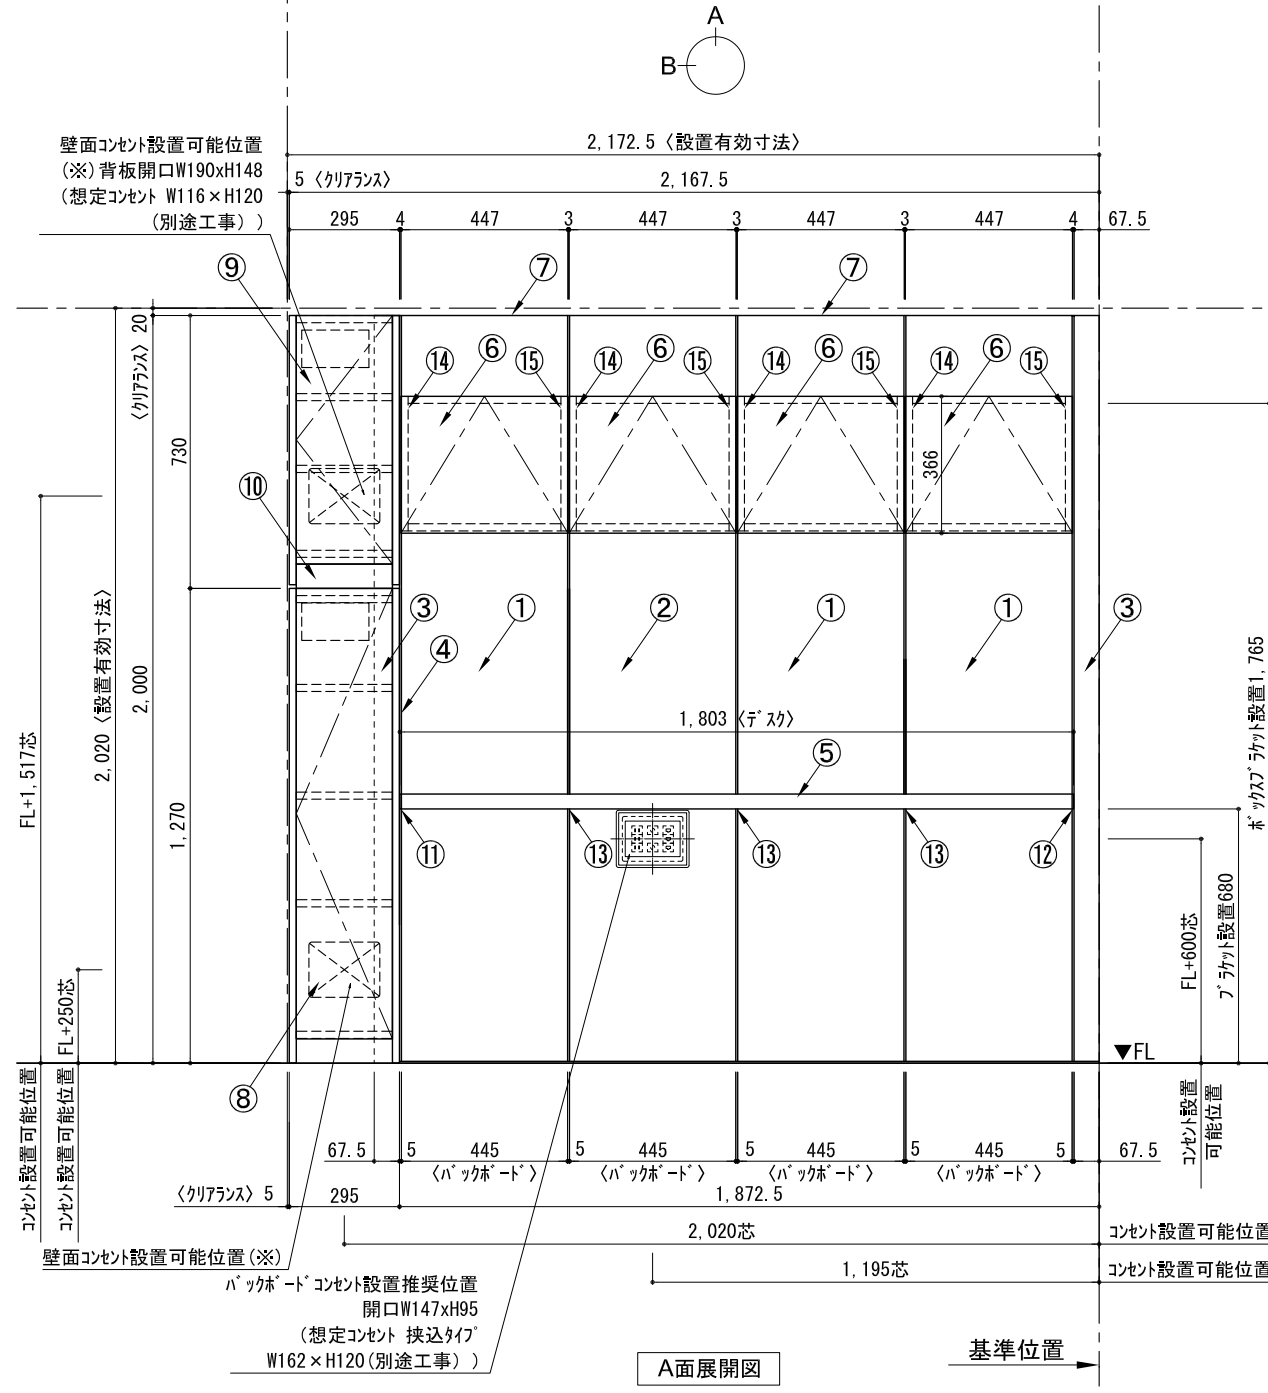 A
B
2,172.5〈設置有効寸法〉
壁面コンセント設置可能位置
(※)背板開口W190xH148
(想定コンセント W116×H120
(別途工事))
5〈クリアランス〉
2,167.5
295
4
447
3
447
3
447
3
447
4
67.5
⑨
⑦
⑦
〈クリアランス〉20
⑭
⑥
⑮
⑭
⑥
⑮
⑭
⑥
⑮
⑭
⑥
⑮
730
366
⑩
③
④
①
②
①
①
③
FL+1,517芯
2,020〈設置有効寸法〉
2,000
1,803〈デスク〉
ボックスブラケット設置1,765
⑤
1,270
⑪
⑬
⑬
⑬
⑫
FL+600芯
ブラケット設置680
FL+250芯
▼FL
⑧
コンセント設置可能位置
コンセント設置可能位置
コンセント設置
可能位置
67.5
5
445
5
445
5
445
5
445
5
67.5
〈バックボード〉
〈バックボード〉
〈バックボード〉
〈バックボード〉
〈クリアランス〉5
295
1,872.5
2,020芯
コンセント設置可能位置
壁面コンセント設置可能位置(※)
1,195芯
コンセント設置可能位置
バックボードコンセント設置推奨位置
開口W147xH95
(想定コンセント 挟込タイプ
W162×H120(別途工事))
A面展開図
基準位置